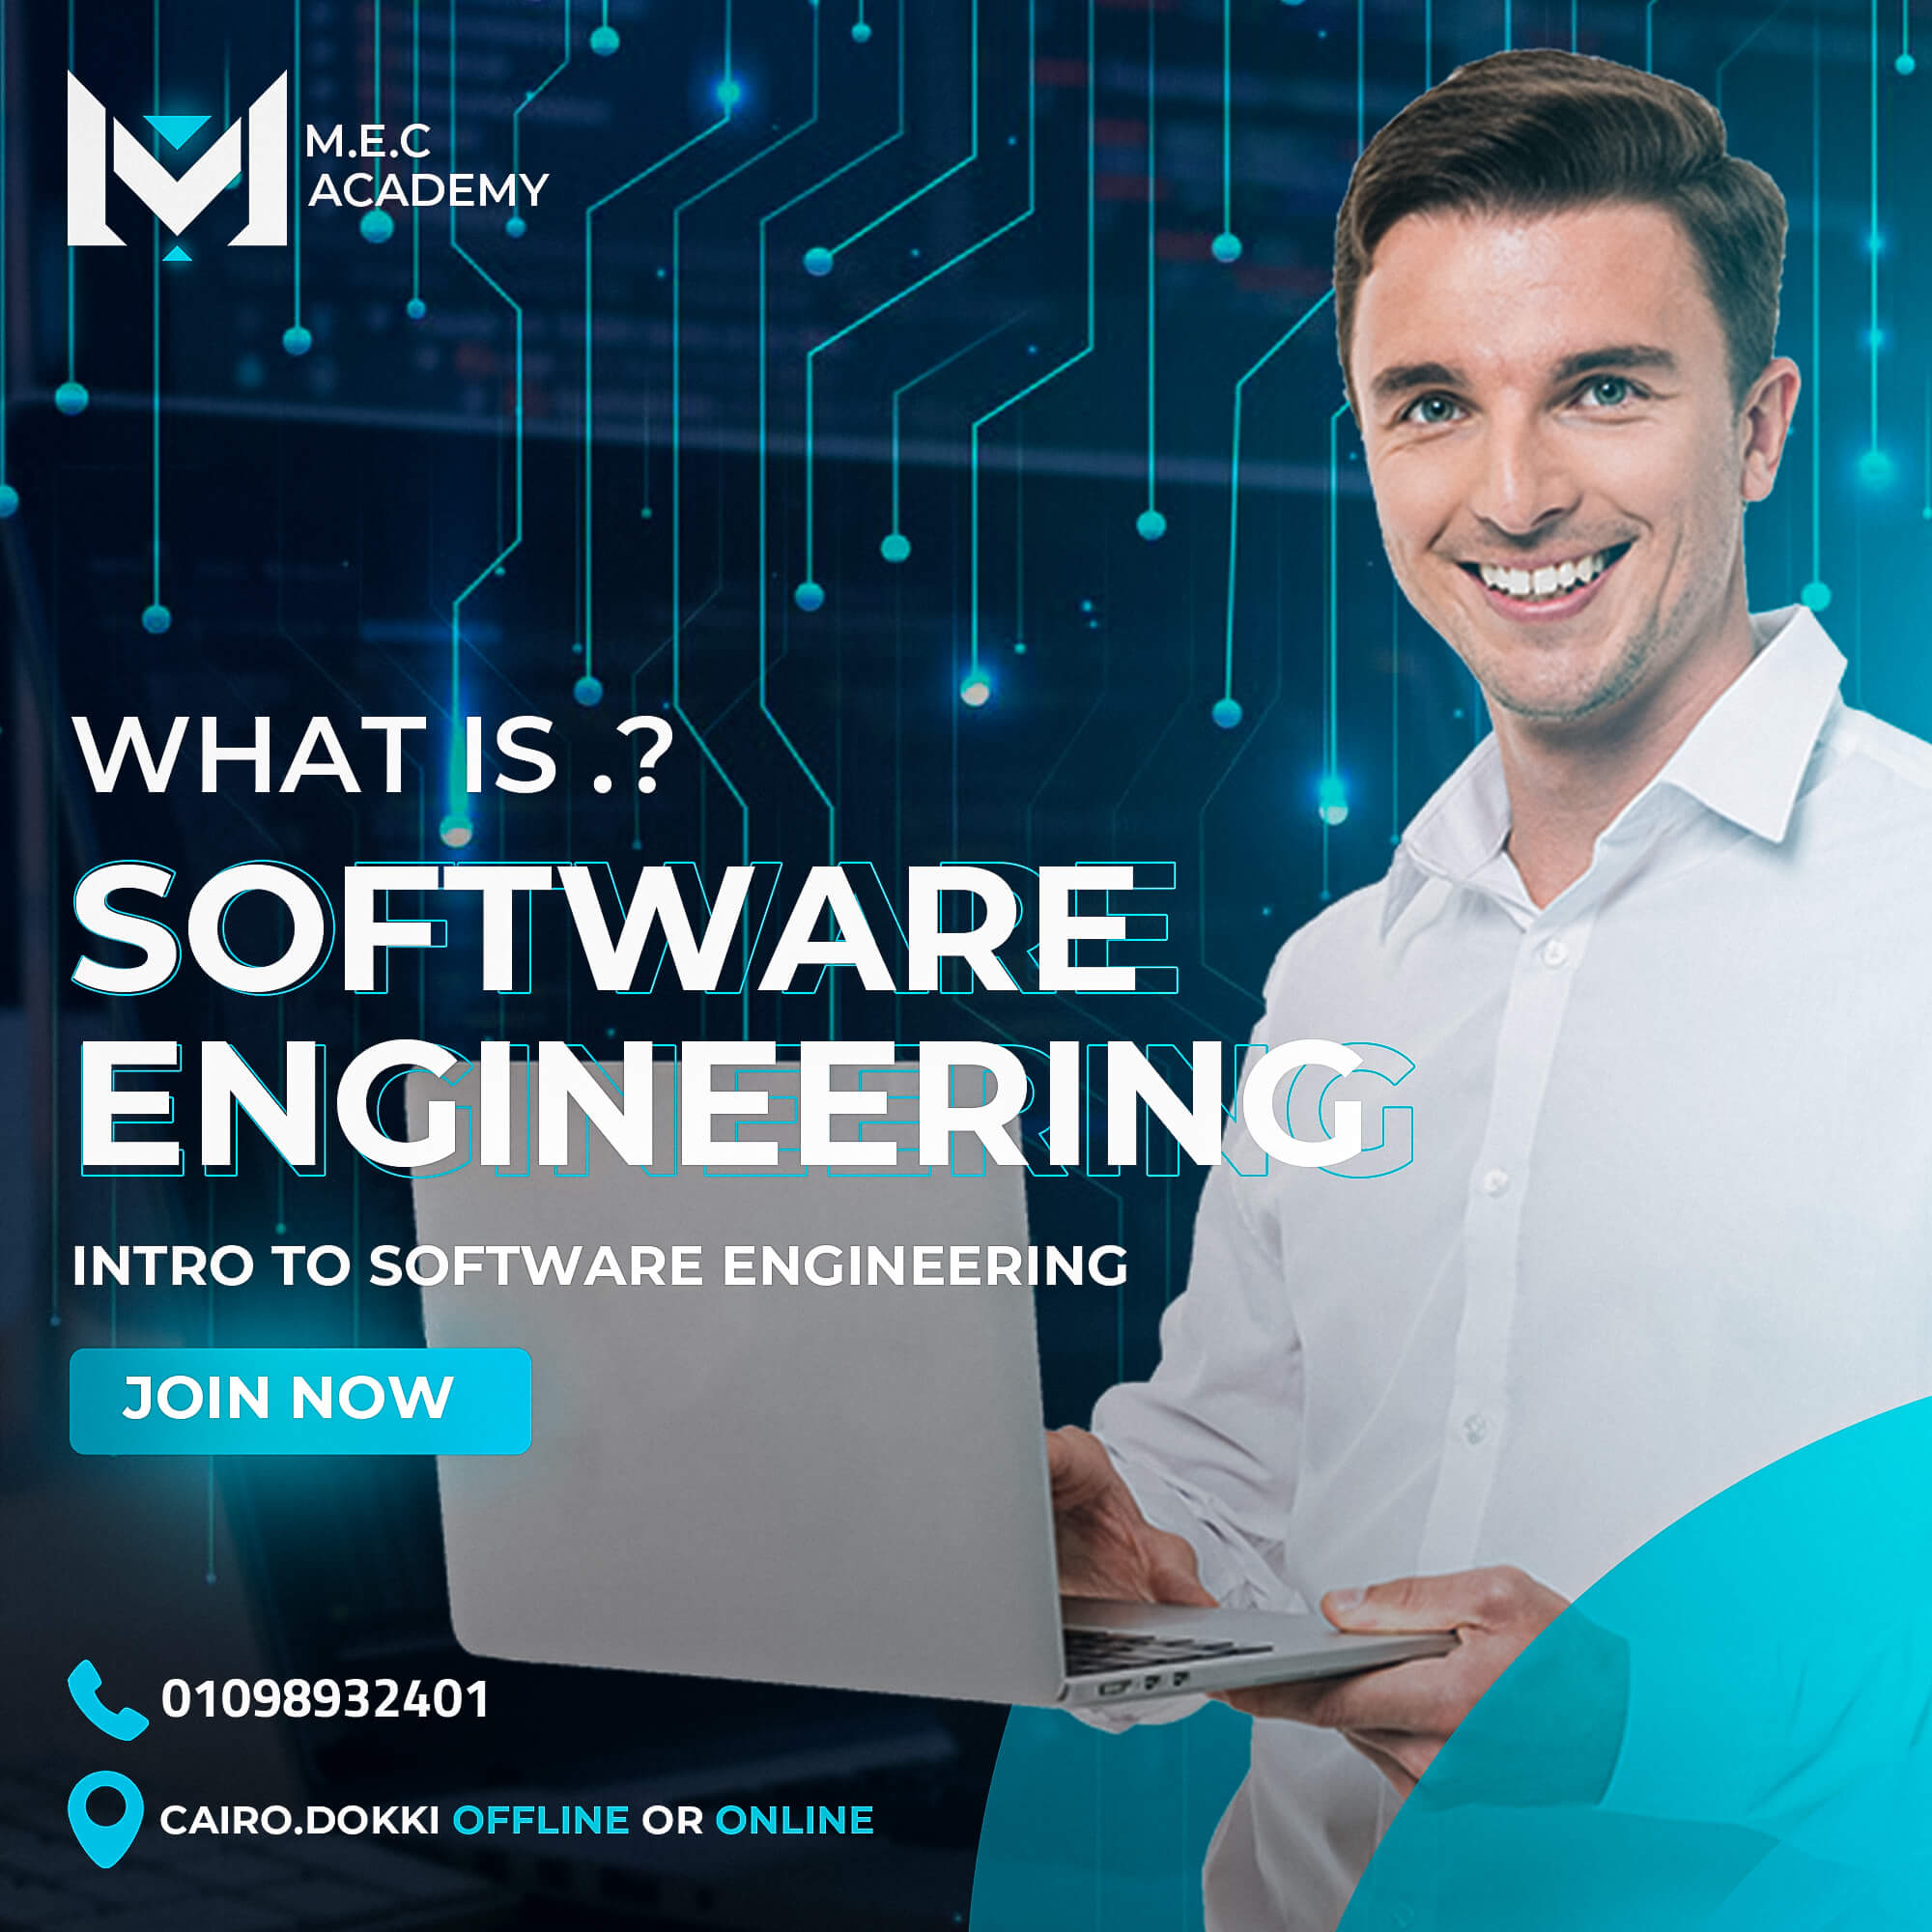 M.E.C
ACADEMY
WHAT IS .?
SOFTWARE
ENGINEERING
INTRO TO SOFTWARE ENGINEERING
JOIN NOW
01098932401
CAIRO.DOKKI OFFLINE OR ONLINE